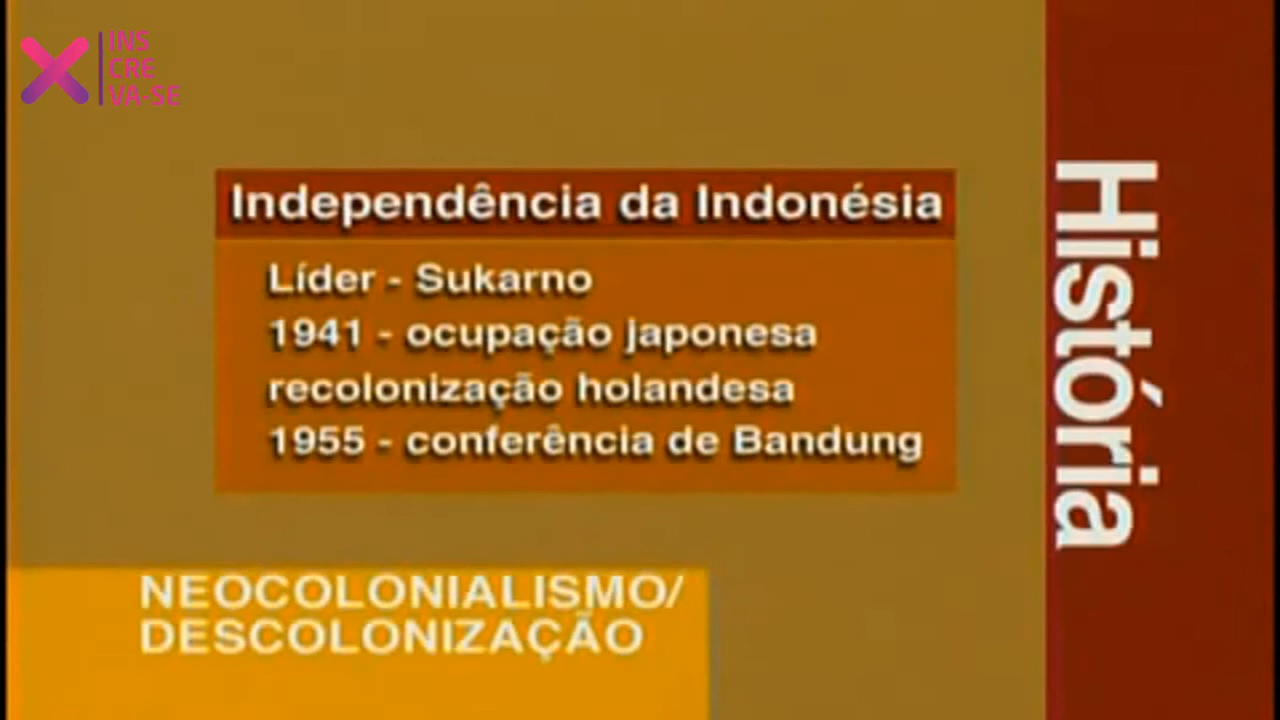 INS
CRE
VA-SE
Independência da Indonésia
Líder - Sukarno
1941 - ocupação japonesa
recolonização holandesa
1955 - conferência de Bandung
NEOCOLONIALISMO/
DESCOLONIZAÇÃO
História